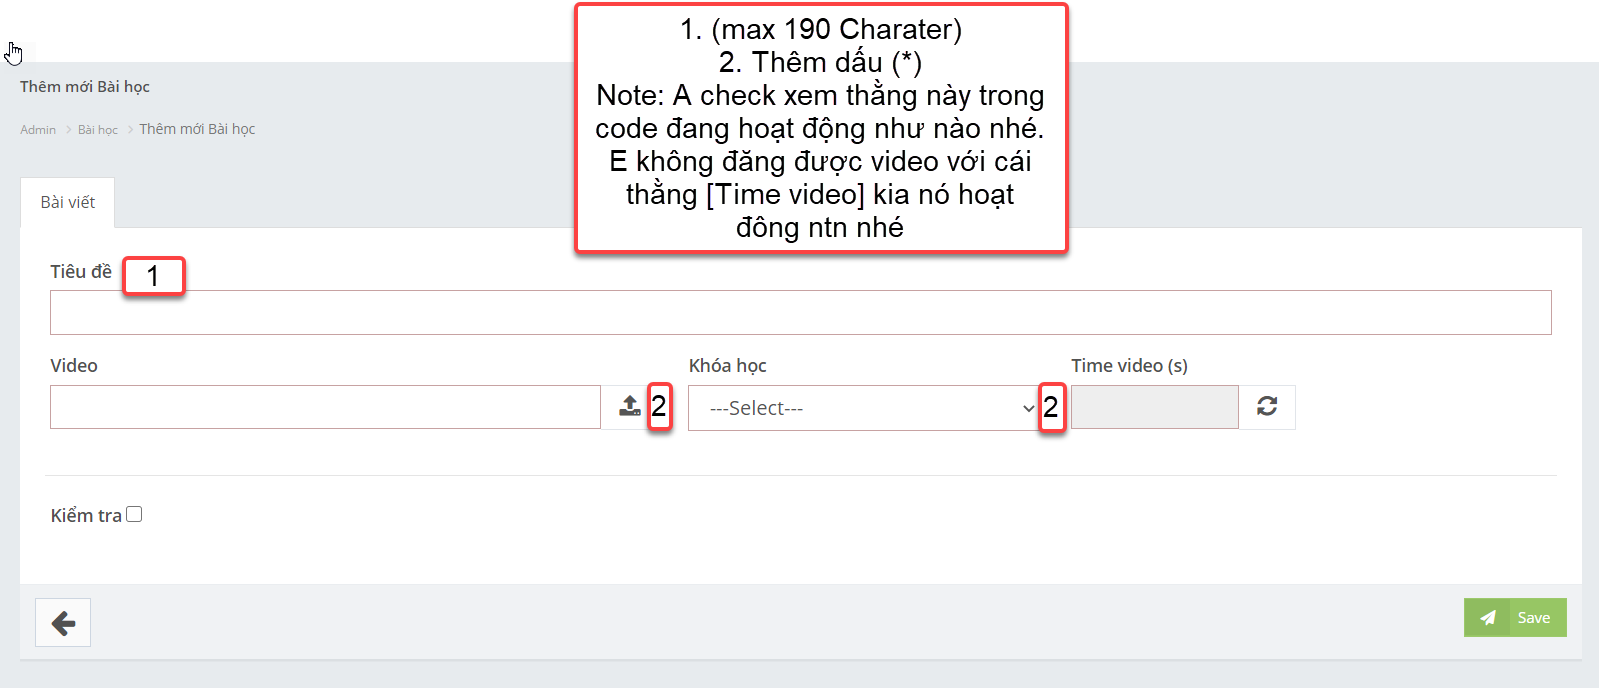 1. (max 190 Charater)
2. Thêm dấu (*)
Note: A check xem thằng này trong
code đang hoạt động như nào nhé.
E không đăng được video với cái
thằng [Time video] kia nó hoạt
đông ntn nhé
Thêm mới Bài học
Admin > Bài học > Thêm mới Bài học
Bài viết
Tiêu đề 1
Video Khóa học Time video (s)
2 ---Select--- 2
Kiểm tra
Save